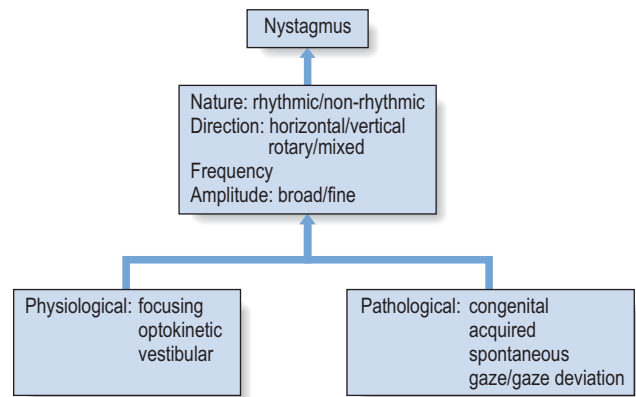 Nystagmus
Nature: rhythmic/non-rhythmic
Direction: horizontal/vertical
rotary/mixed
Frequency
Amplitude: broad/fine
Physiological: focusing
optokinetic
vestibular
Pathological: congenital
acquired
spontaneous
gaze/gaze deviation